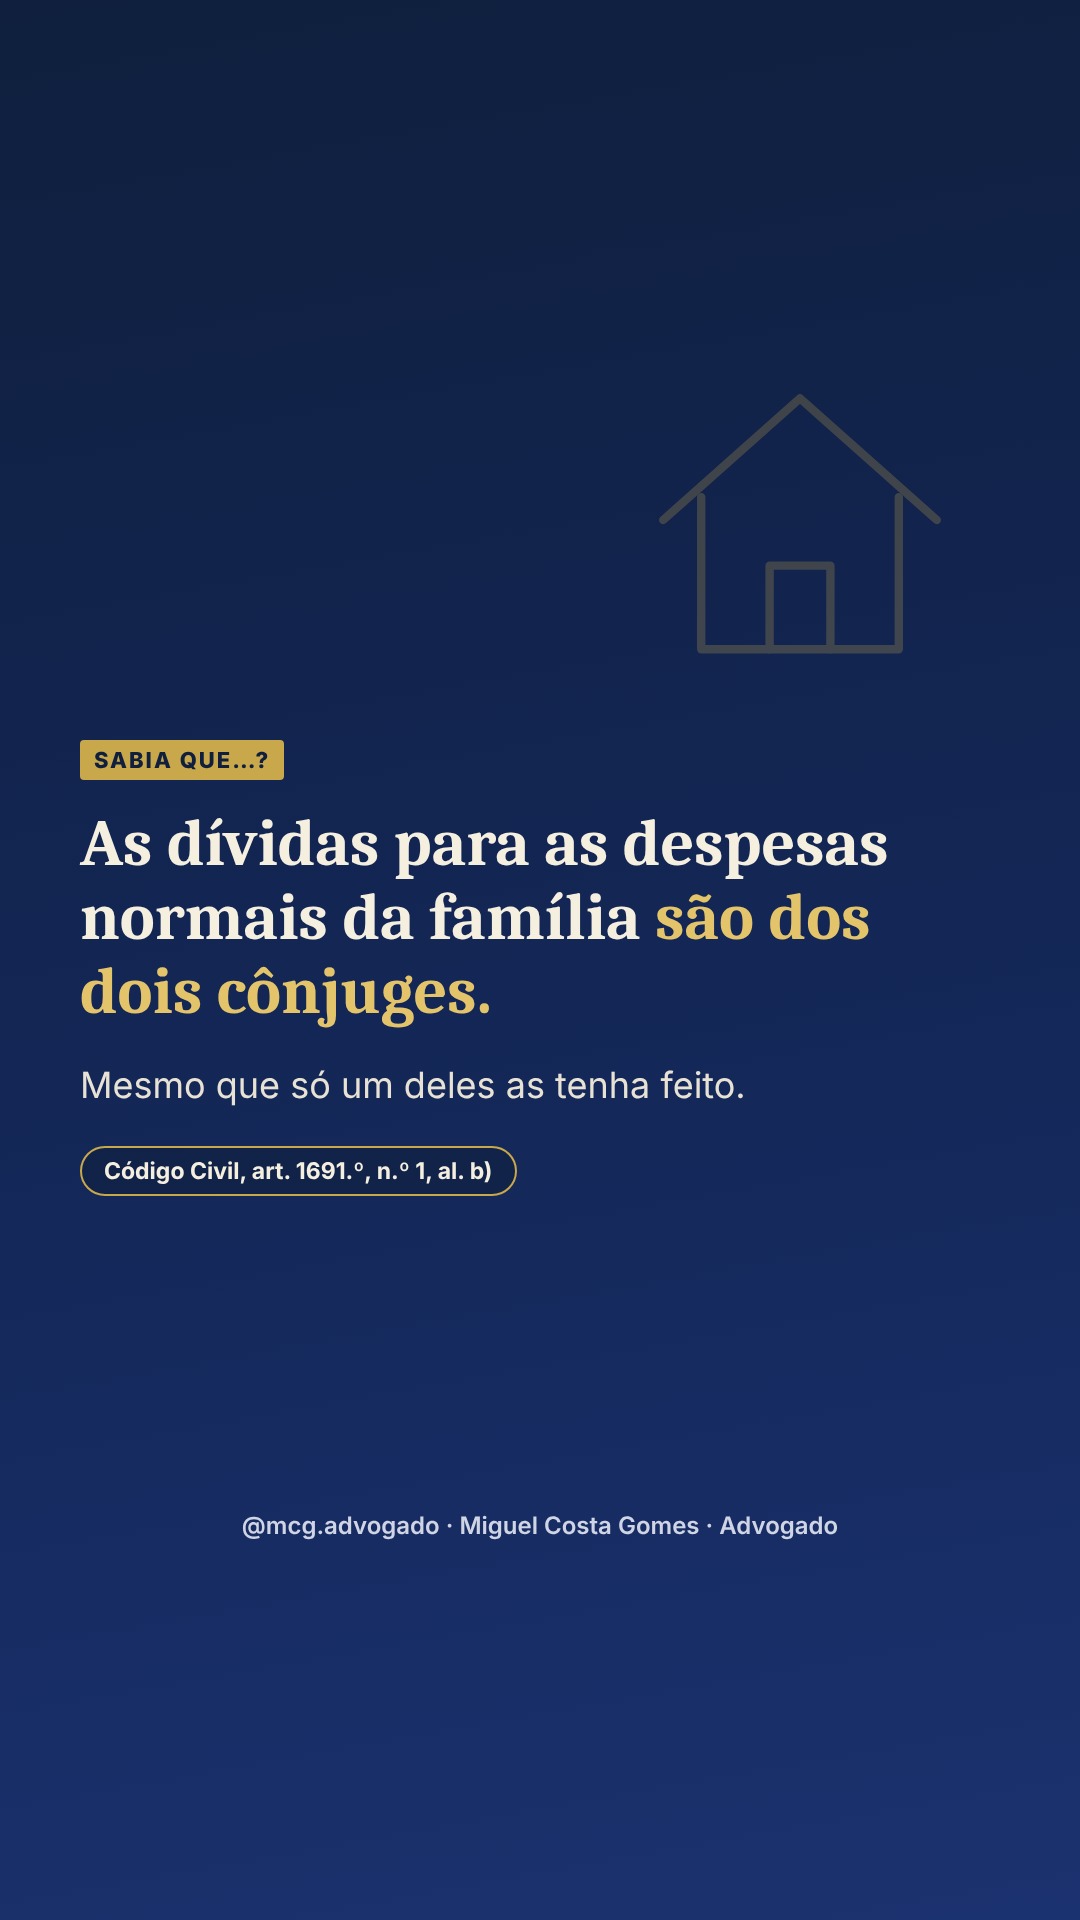 SABIA QUE...?
As dívidas para as despesas
normais da família são dos
dois cônjuges.
Mesmo que só um deles as tenha feito.
Código Civil, art. 1691.º, n.º 1, al. b)
@mcg.advogado · Miguel Costa Gomes · Advogado